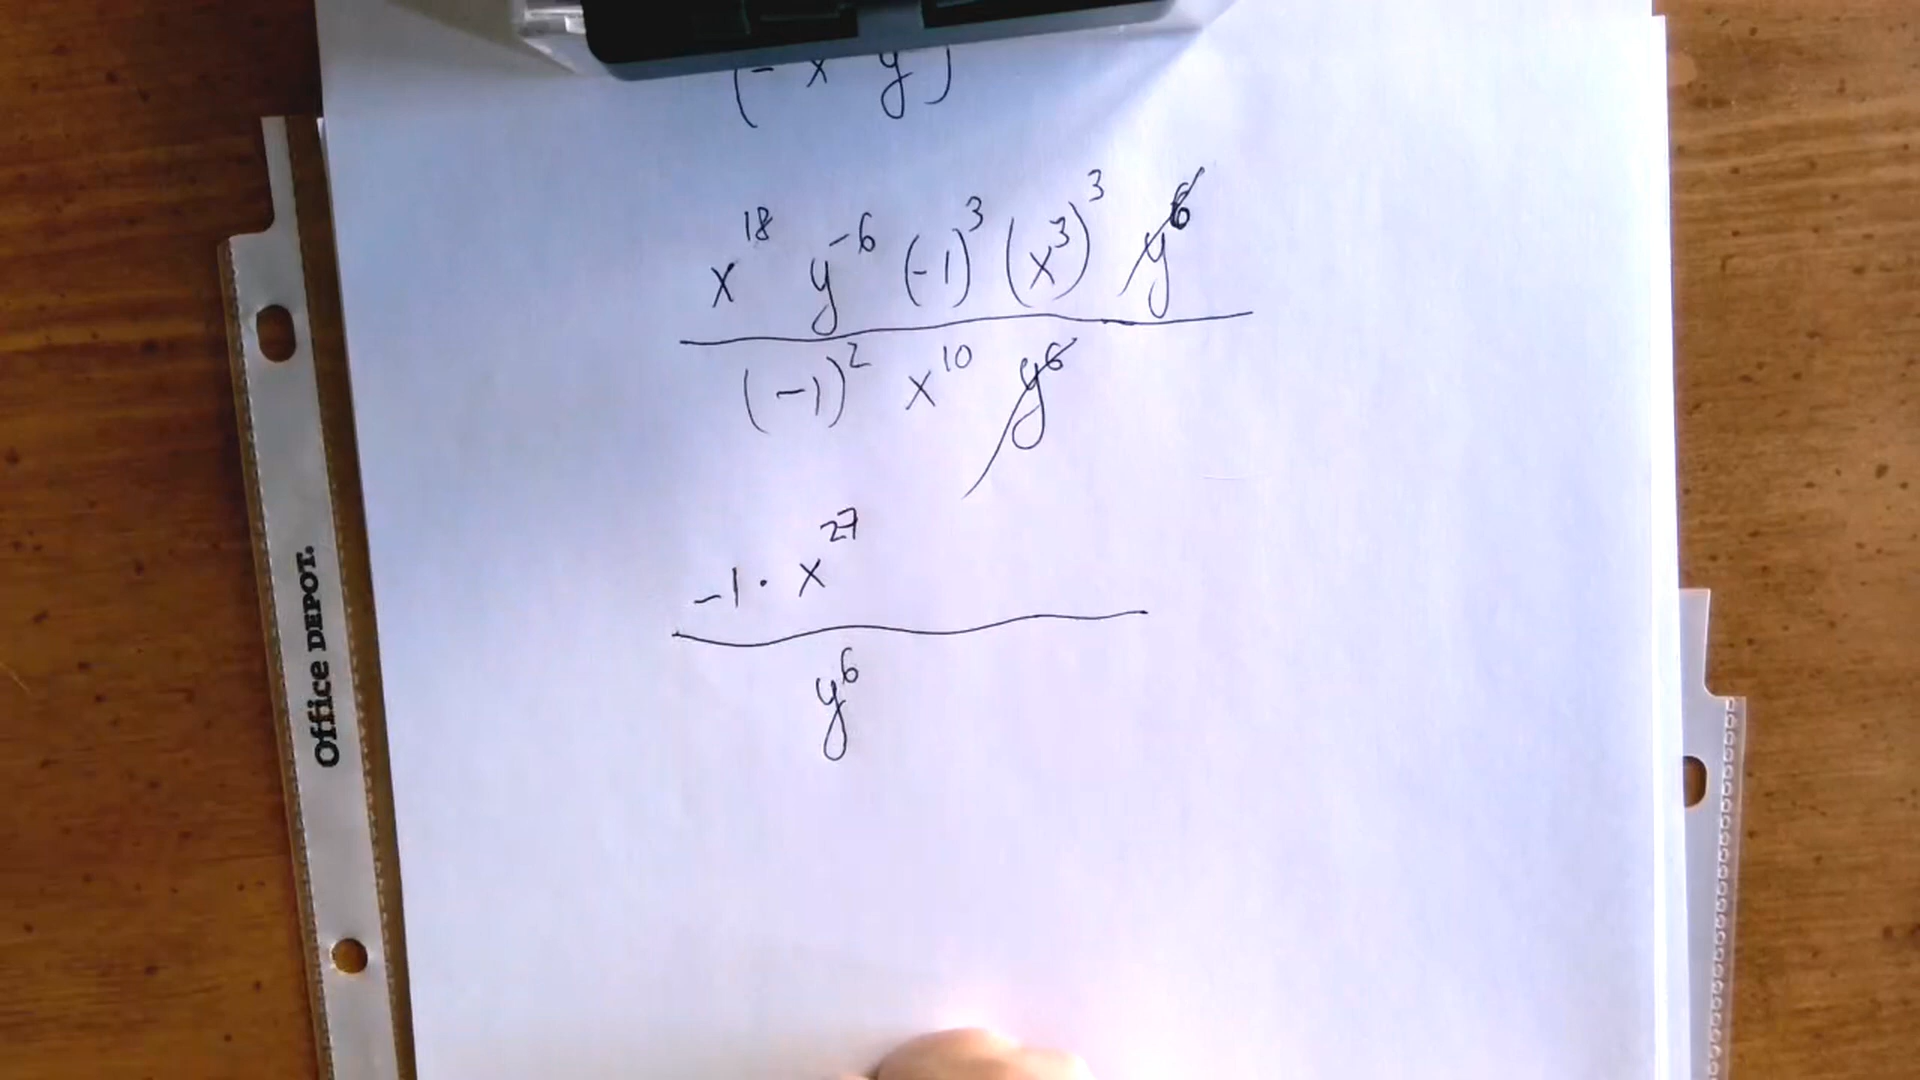 (- x y)
x^18 y^-6 (-1)^3 (x^3)^3 y^6
(-1)^2 x^10 y^6
-1 · x^27
y^6
Office DEPOT.